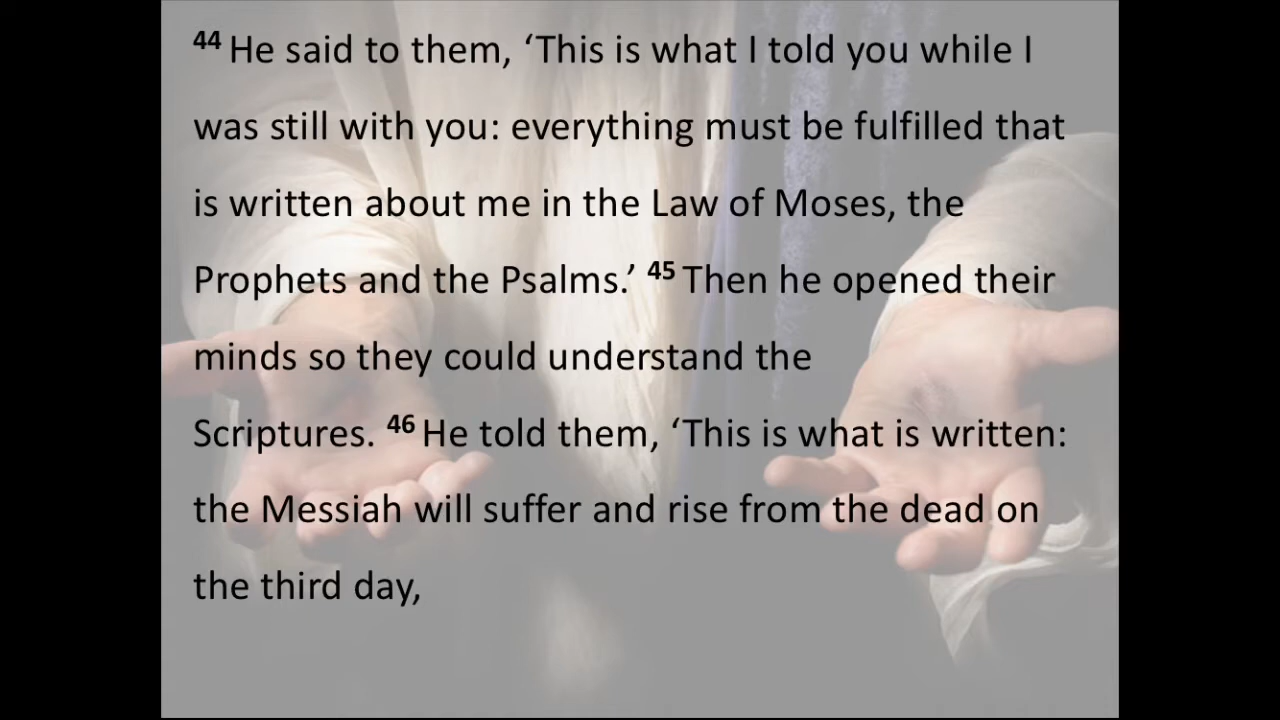 44 He said to them, ‘This is what I told you while I
was still with you: everything must be fulfilled that
is written about me in the Law of Moses, the
Prophets and the Psalms.’ 45 Then he opened their
minds so they could understand the
Scriptures. 46 He told them, ‘This is what is written:
the Messiah will suffer and rise from the dead on
the third day,